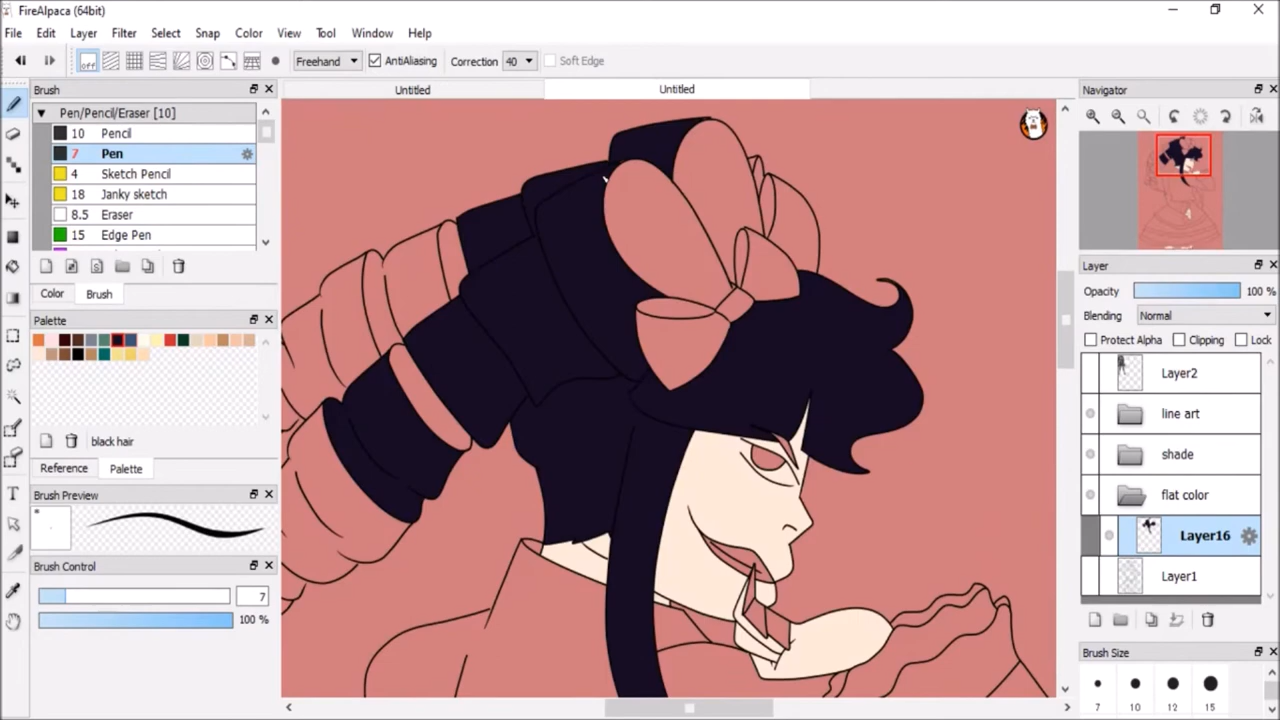 FireAlpaca (64bit)
File Edit Layer Filter Select Snap Color View Tool Window Help
off Freehand AntiAliasing Correction 40 Soft Edge
Brush
Untitled Untitled
Navigator
Pen/Pencil/Eraser [10]
10 Pencil
7 Pen
4 Sketch Pencil
18 Janky sketch
8.5 Eraser
15 Edge Pen
Color Brush
Palette
black hair
Reference Palette
Brush Preview
Brush Control
7
100 %
Layer
Opacity 100 %
Blending Normal
Protect Alpha Clipping Lock
Layer2
line art
shade
flat color
Layer16
Layer1
Brush Size
7 10 12 15